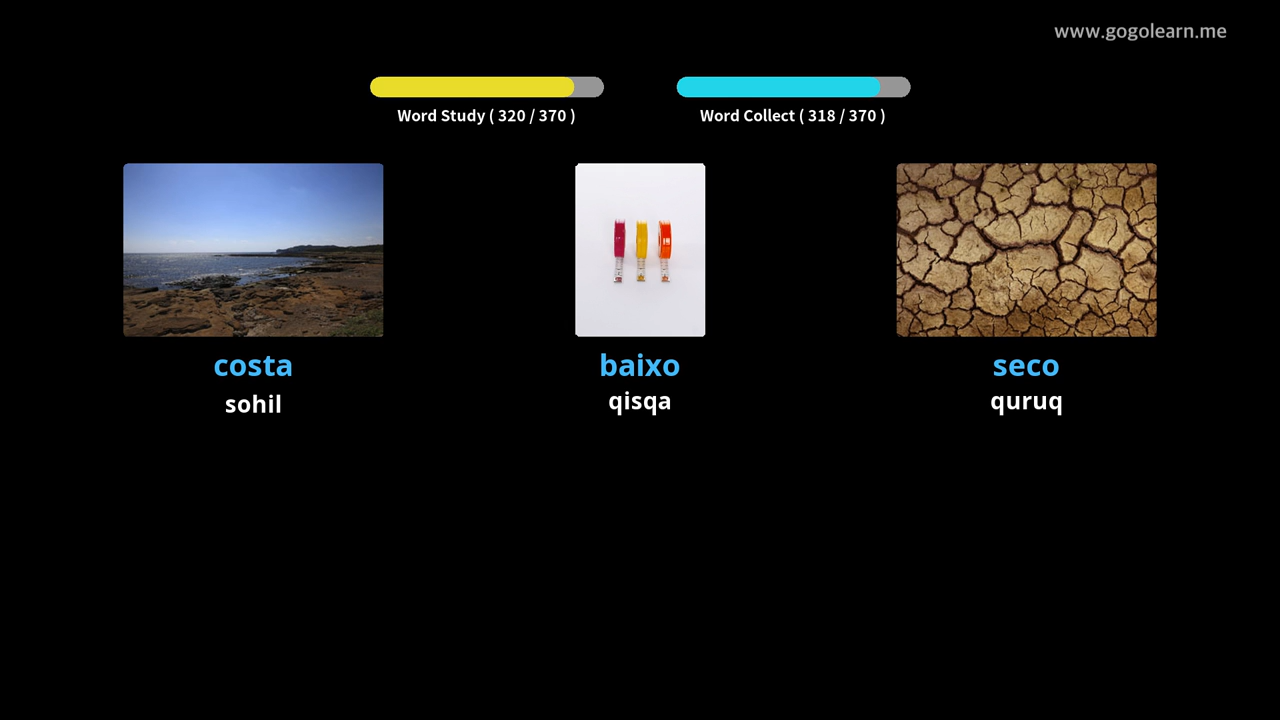 www.gogolearn.me
Word Study ( 320 / 370 )
Word Collect ( 318 / 370 )
costa
sohil
baixo
qisqa
seco
quruq